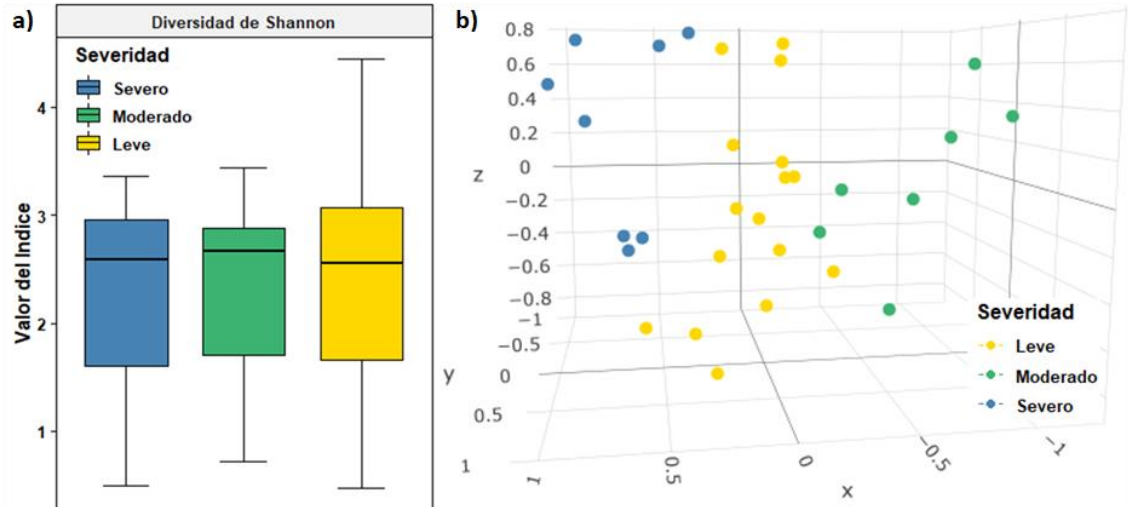 a)
Diversidad de Shannon
Severidad
Severo
Moderado
Leve
Valor del Indice
4
3
2
1
b)
0.8
0.6
0.4
0.2
0
−0.2
−0.4
−0.6
−0.8
z
−1
−0.5
0
0.5
1
y
1
0.5
0
−0.5
−1
x
Severidad
Leve
Moderado
Severo